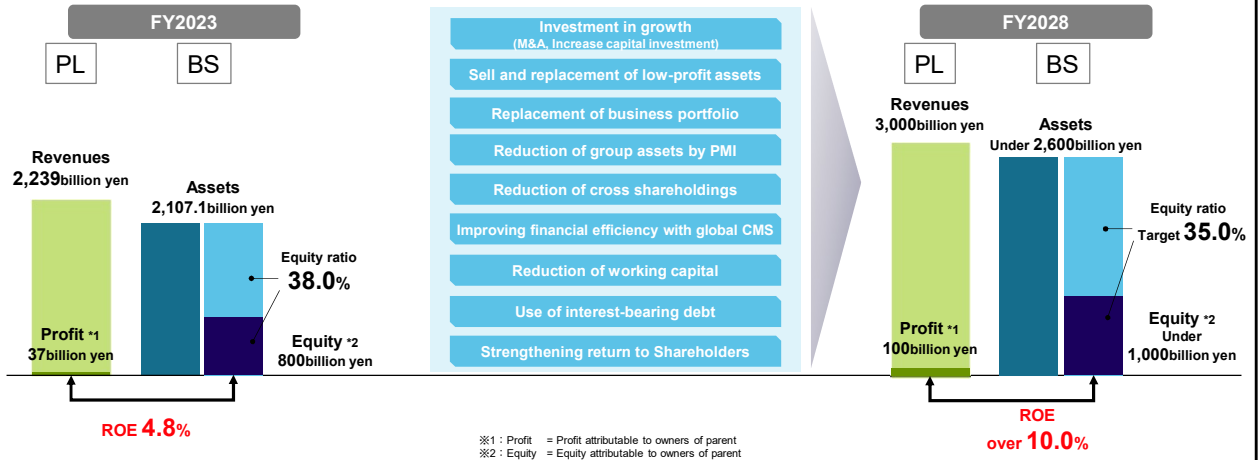 FY2023
PL
BS
Revenues
2,239billion yen
Assets
2,107.1billion yen
Equity ratio
38.0%
Profit *1
37billion yen
Equity *2
800billion yen
ROE 4.8%
Investment in growth
(M&A, Increase capital investment)
Sell and replacement of low-profit assets
Replacement of business portfolio
Reduction of group assets by PMI
Reduction of cross shareholdings
Improving financial efficiency with global CMS
Reduction of working capital
Use of interest-bearing debt
Strengthening return to Shareholders
FY2028
PL
BS
Revenues
3,000billion yen
Assets
Under 2,600billion yen
Equity ratio
Target 35.0%
Profit *1
100billion yen
Equity *2
Under
1,000billion yen
ROE
over 10.0%
※1：Profit = Profit attributable to owners of parent
※2：Equity = Equity attributable to owners of parent